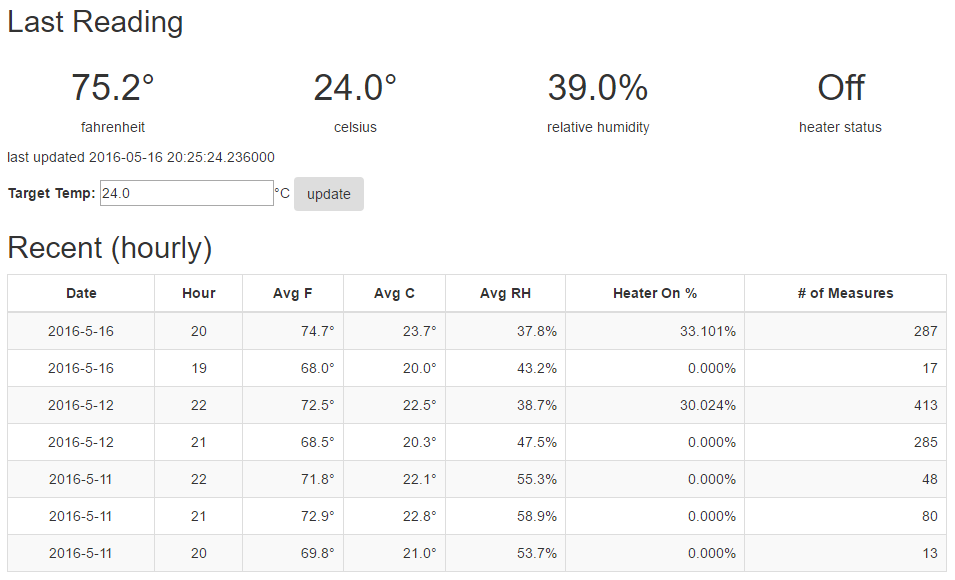 Last Reading
75.2° 24.0° 39.0% Off
fahrenheit celsius relative humidity heater status
last updated 2016-05-16 20:25:24.236000
Target Temp: 24.0 °C update
Recent (hourly)
Date Hour Avg F Avg C Avg RH Heater On % # of Measures
2016-5-16 20 74.7° 23.7° 37.8% 33.101% 287
2016-5-16 19 68.0° 20.0° 43.2% 0.000% 17
2016-5-12 22 72.5° 22.5° 38.7% 30.024% 413
2016-5-12 21 68.5° 20.3° 47.5% 0.000% 285
2016-5-11 22 71.8° 22.1° 55.3% 0.000% 48
2016-5-11 21 72.9° 22.8° 58.9% 0.000% 80
2016-5-11 20 69.8° 21.0° 53.7% 0.000% 13